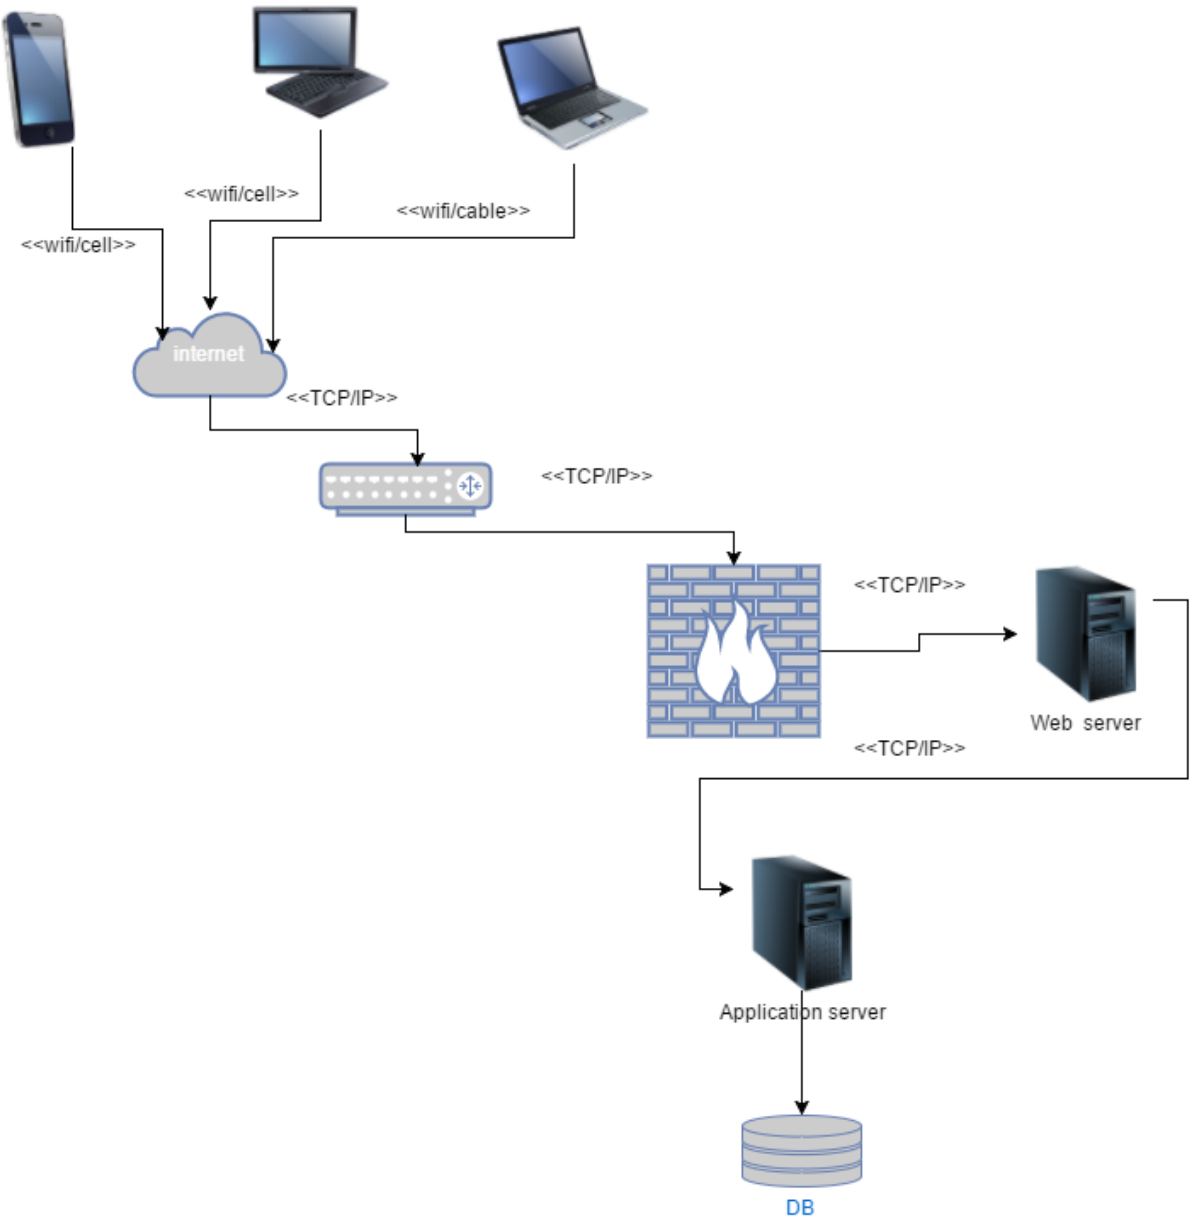 <<wifi/cell>>
<<wifi/cable>>
<<wifi/cell>>
internet
<<TCP/IP>>
<<TCP/IP>>
<<TCP/IP>>
Web server
<<TCP/IP>>
Application server
DB